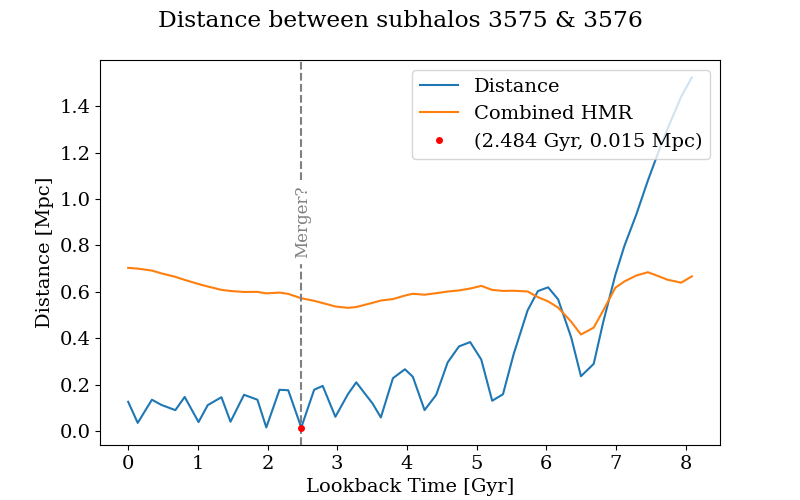 Distance between subhalos 3575 & 3576
Distance
Combined HMR
(2.484 Gyr, 0.015 Mpc)
Merger?
Distance [Mpc]
1.4
1.2
1.0
0.8
0.6
0.4
0.2
0.0
0 1 2 3 4 5 6 7 8
Lookback Time [Gyr]